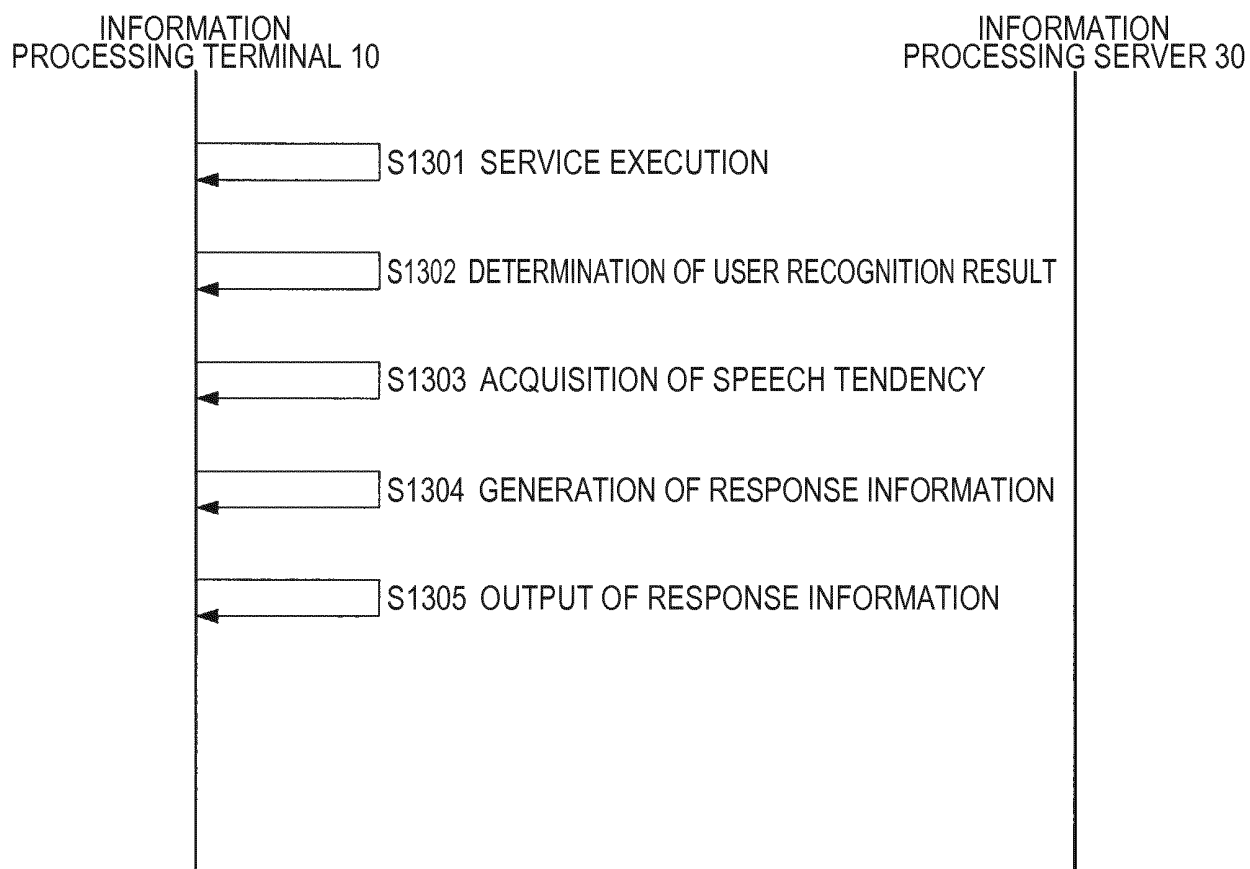 INFORMATION
PROCESSING TERMINAL 10
INFORMATION
PROCESSING SERVER 30
S1301 SERVICE EXECUTION
S1302 DETERMINATION OF USER RECOGNITION RESULT
S1303 ACQUISITION OF SPEECH TENDENCY
S1304 GENERATION OF RESPONSE INFORMATION
S1305 OUTPUT OF RESPONSE INFORMATION